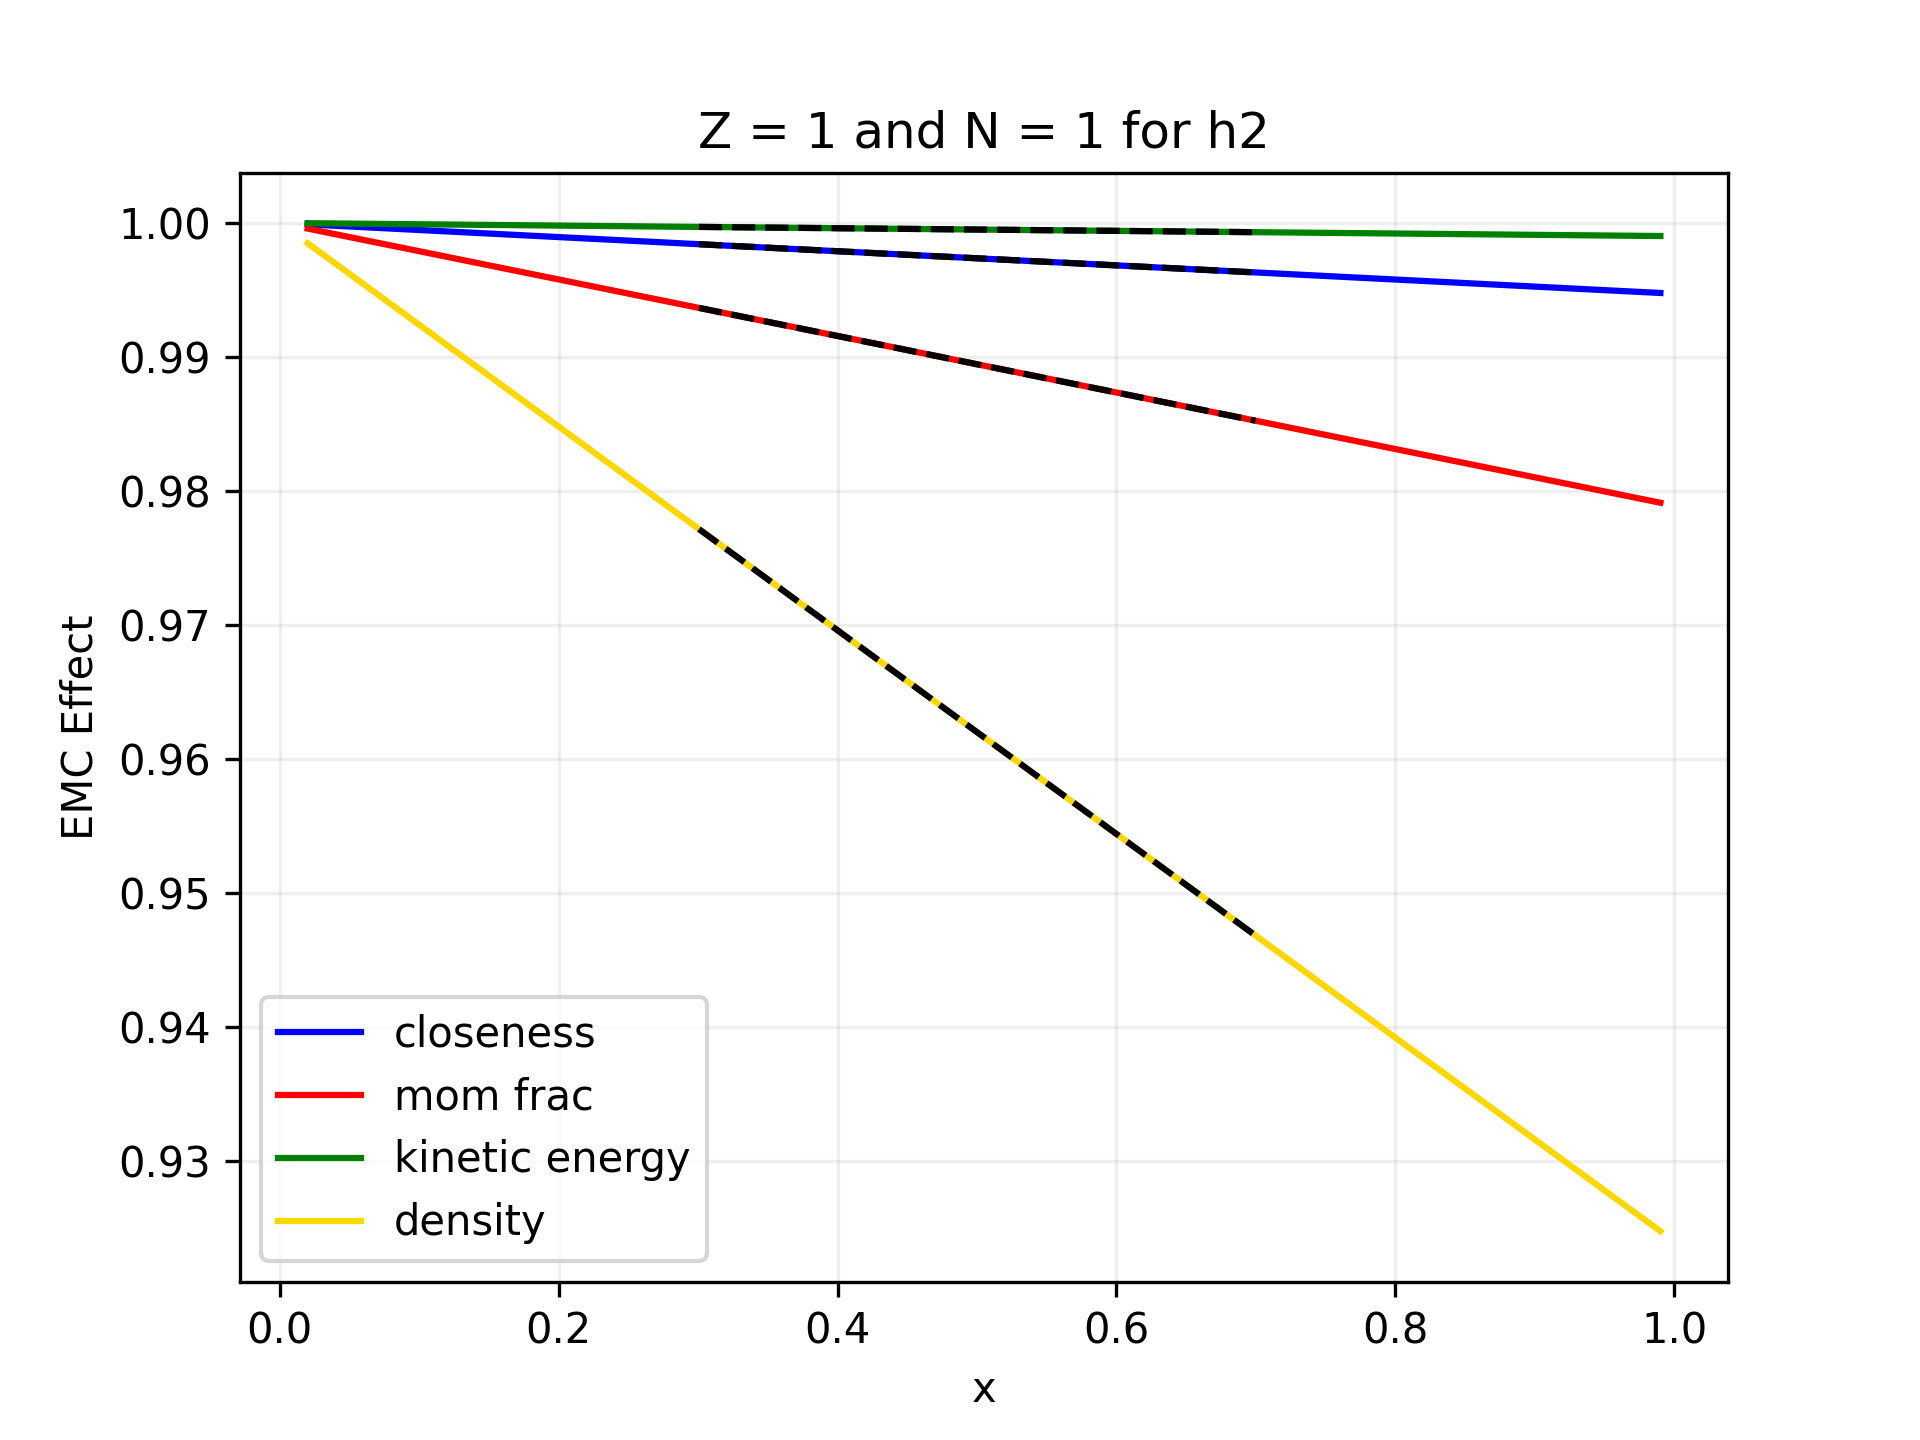 Z = 1 and N = 1 for h2
1.00
0.99
0.98
0.97
0.96
0.95
0.94
0.93
EMC Effect
closeness
mom frac
kinetic energy
density
0.0 0.2 0.4 0.6 0.8 1.0
x